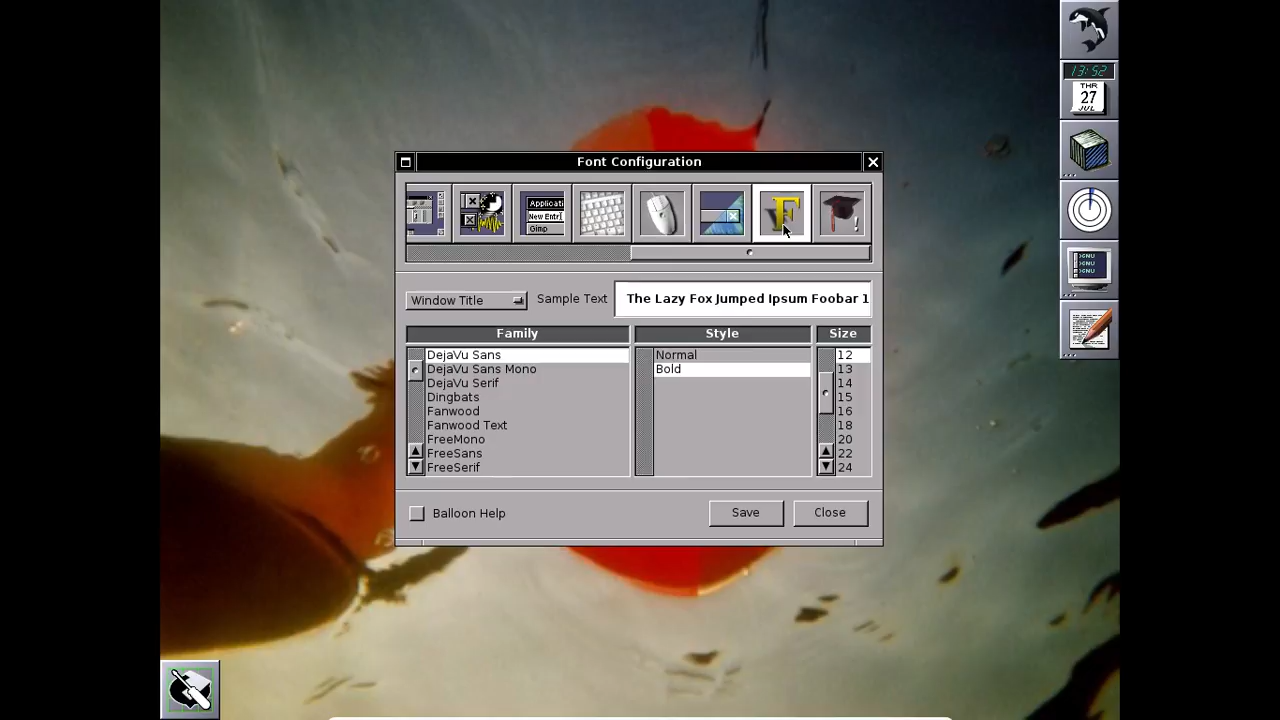 13:52
THR
27
JUL
Font Configuration
Applicati
New Entr
Gimp
Window Title
Sample Text
The Lazy Fox Jumped Ipsum Foobar 1
Family
Style
Size
DejaVu Sans
DejaVu Sans Mono
DejaVu Serif
Dingbats
Fanwood
Fanwood Text
FreeMono
FreeSans
FreeSerif
Normal
Bold
12
13
14
15
16
18
20
22
24
GNU
GNU
GNU
Balloon Help
Save
Close